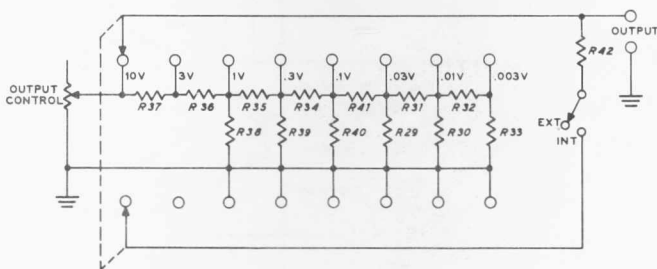 OUTPUT
R42
10V 3V 1V .3V .1V .03V .01V .003V
OUTPUT
CONTROL
R37 R36 R35 R34 R41 R31 R32
R38 R39 R40 R29 R30 R33
EXT
INT